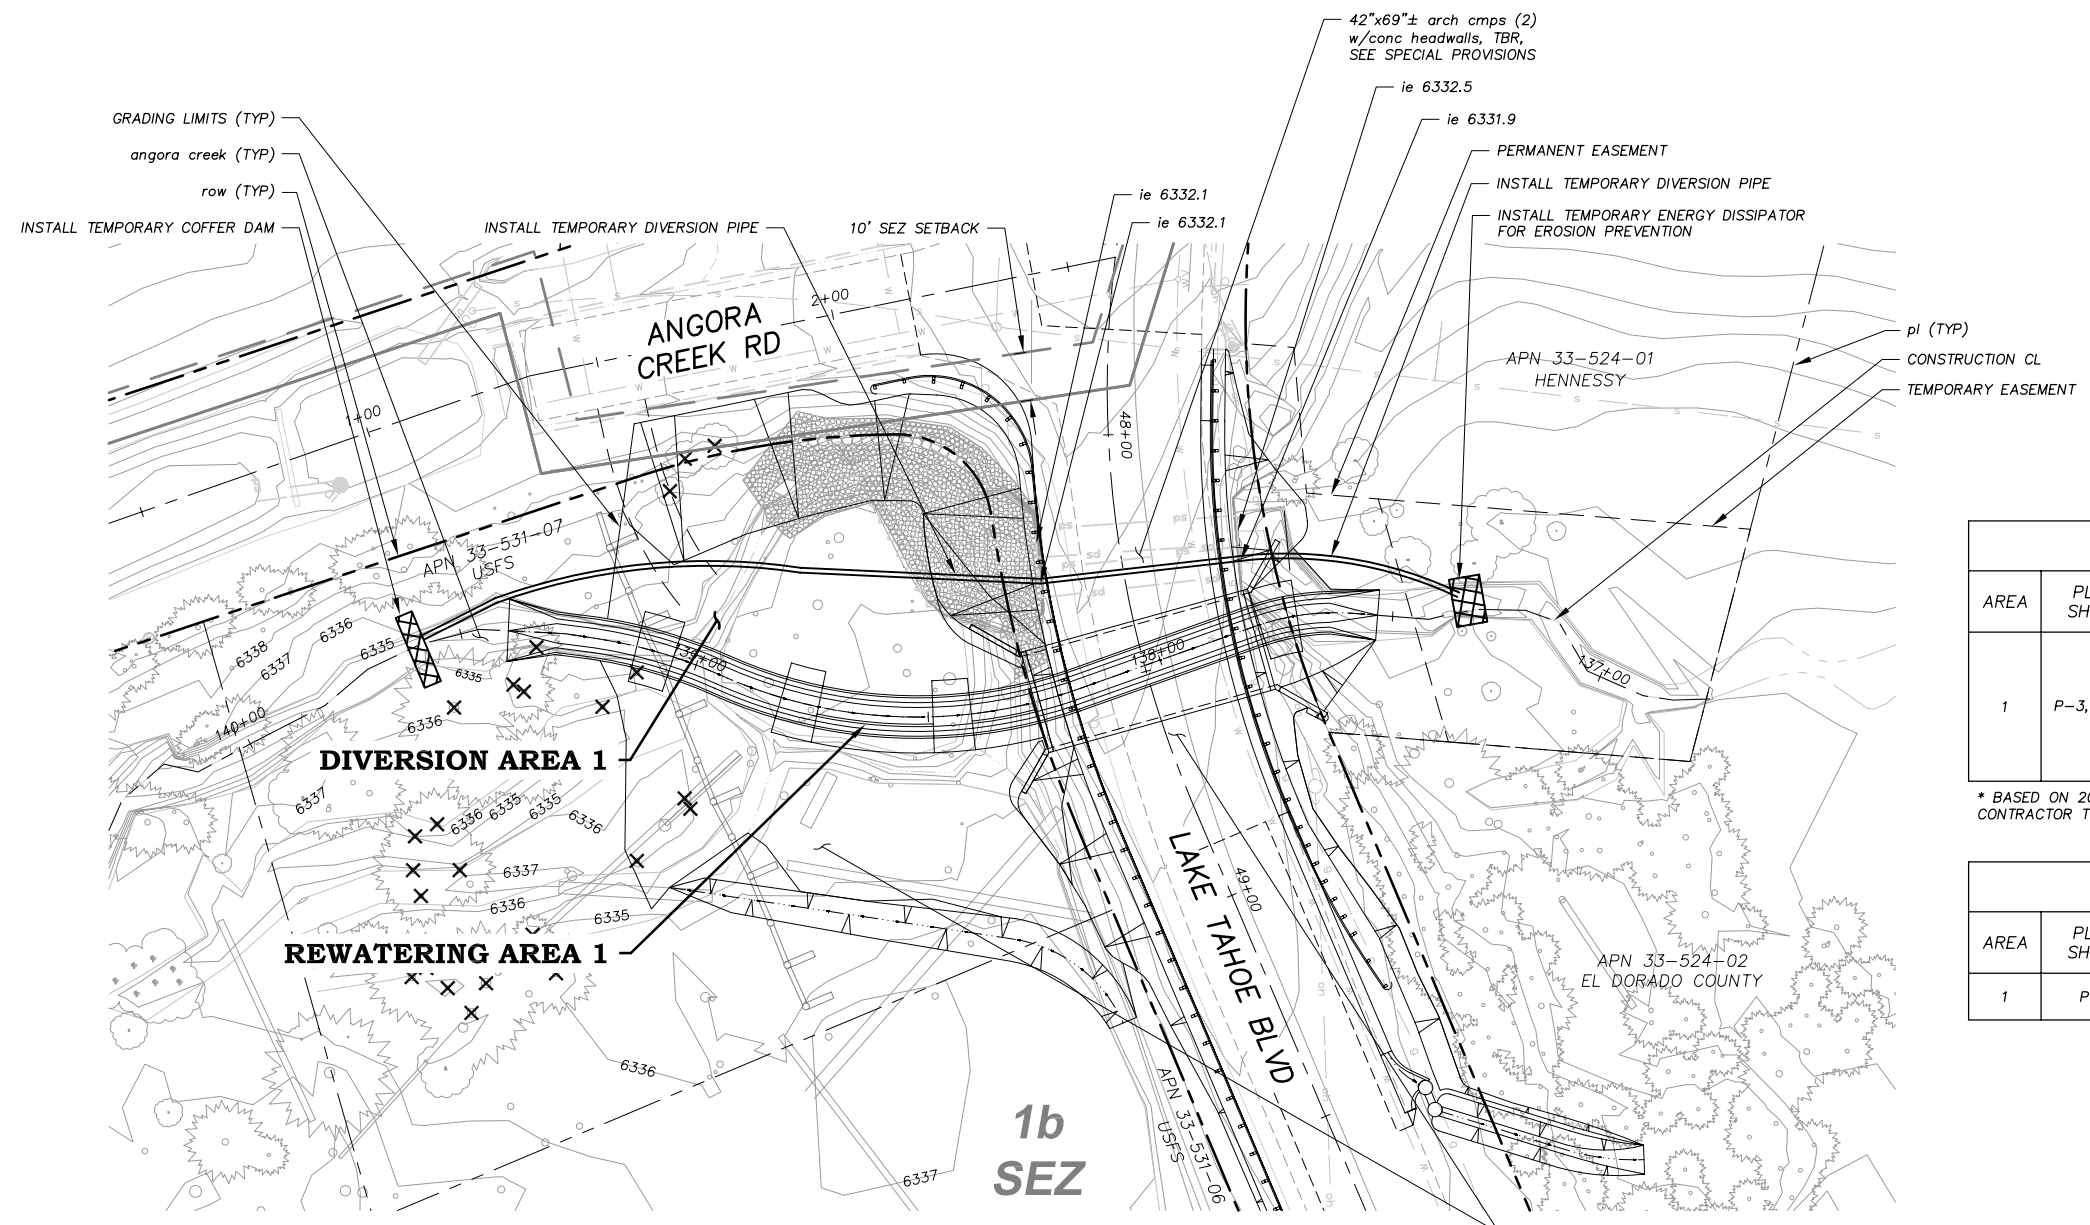 42"x69"± arch cmps (2)
w/conc headwalls, TBR,
SEE SPECIAL PROVISIONS
ie 6332.5
ie 6331.9
GRADING LIMITS (TYP)
angora creek (TYP)
row (TYP)
INSTALL TEMPORARY COFFER DAM
INSTALL TEMPORARY DIVERSION PIPE
10' SEZ SETBACK
ie 6332.1
ie 6332.1
PERMANENT EASEMENT
INSTALL TEMPORARY DIVERSION PIPE
INSTALL TEMPORARY ENERGY DISSIPATOR
FOR EROSION PREVENTION
pl (TYP)
CONSTRUCTION CL
TEMPORARY EASEMENT
ANGORA
CREEK RD
2+00
1+00
48+00
APN 33-524-01
HENNESSY
APN 33-531-07
USFS
ps
ps
sd
ps
ps
sd
6338
6337
6336
6335
6335
6336
140+00
139+00
138+00
137+00
DIVERSION AREA 1
6337
6336
6335
6335
6336
6337
6336
6335
REWATERING AREA 1
LAKE TAHOE BLVD
49+00
APN 33-524-02
EL DORADO COUNTY
6336
6337
1b
SEZ
APN 33-531-06
USFS
AREA
1
P-3,
* BASED ON
CONTRACTOR
AREA
1
P